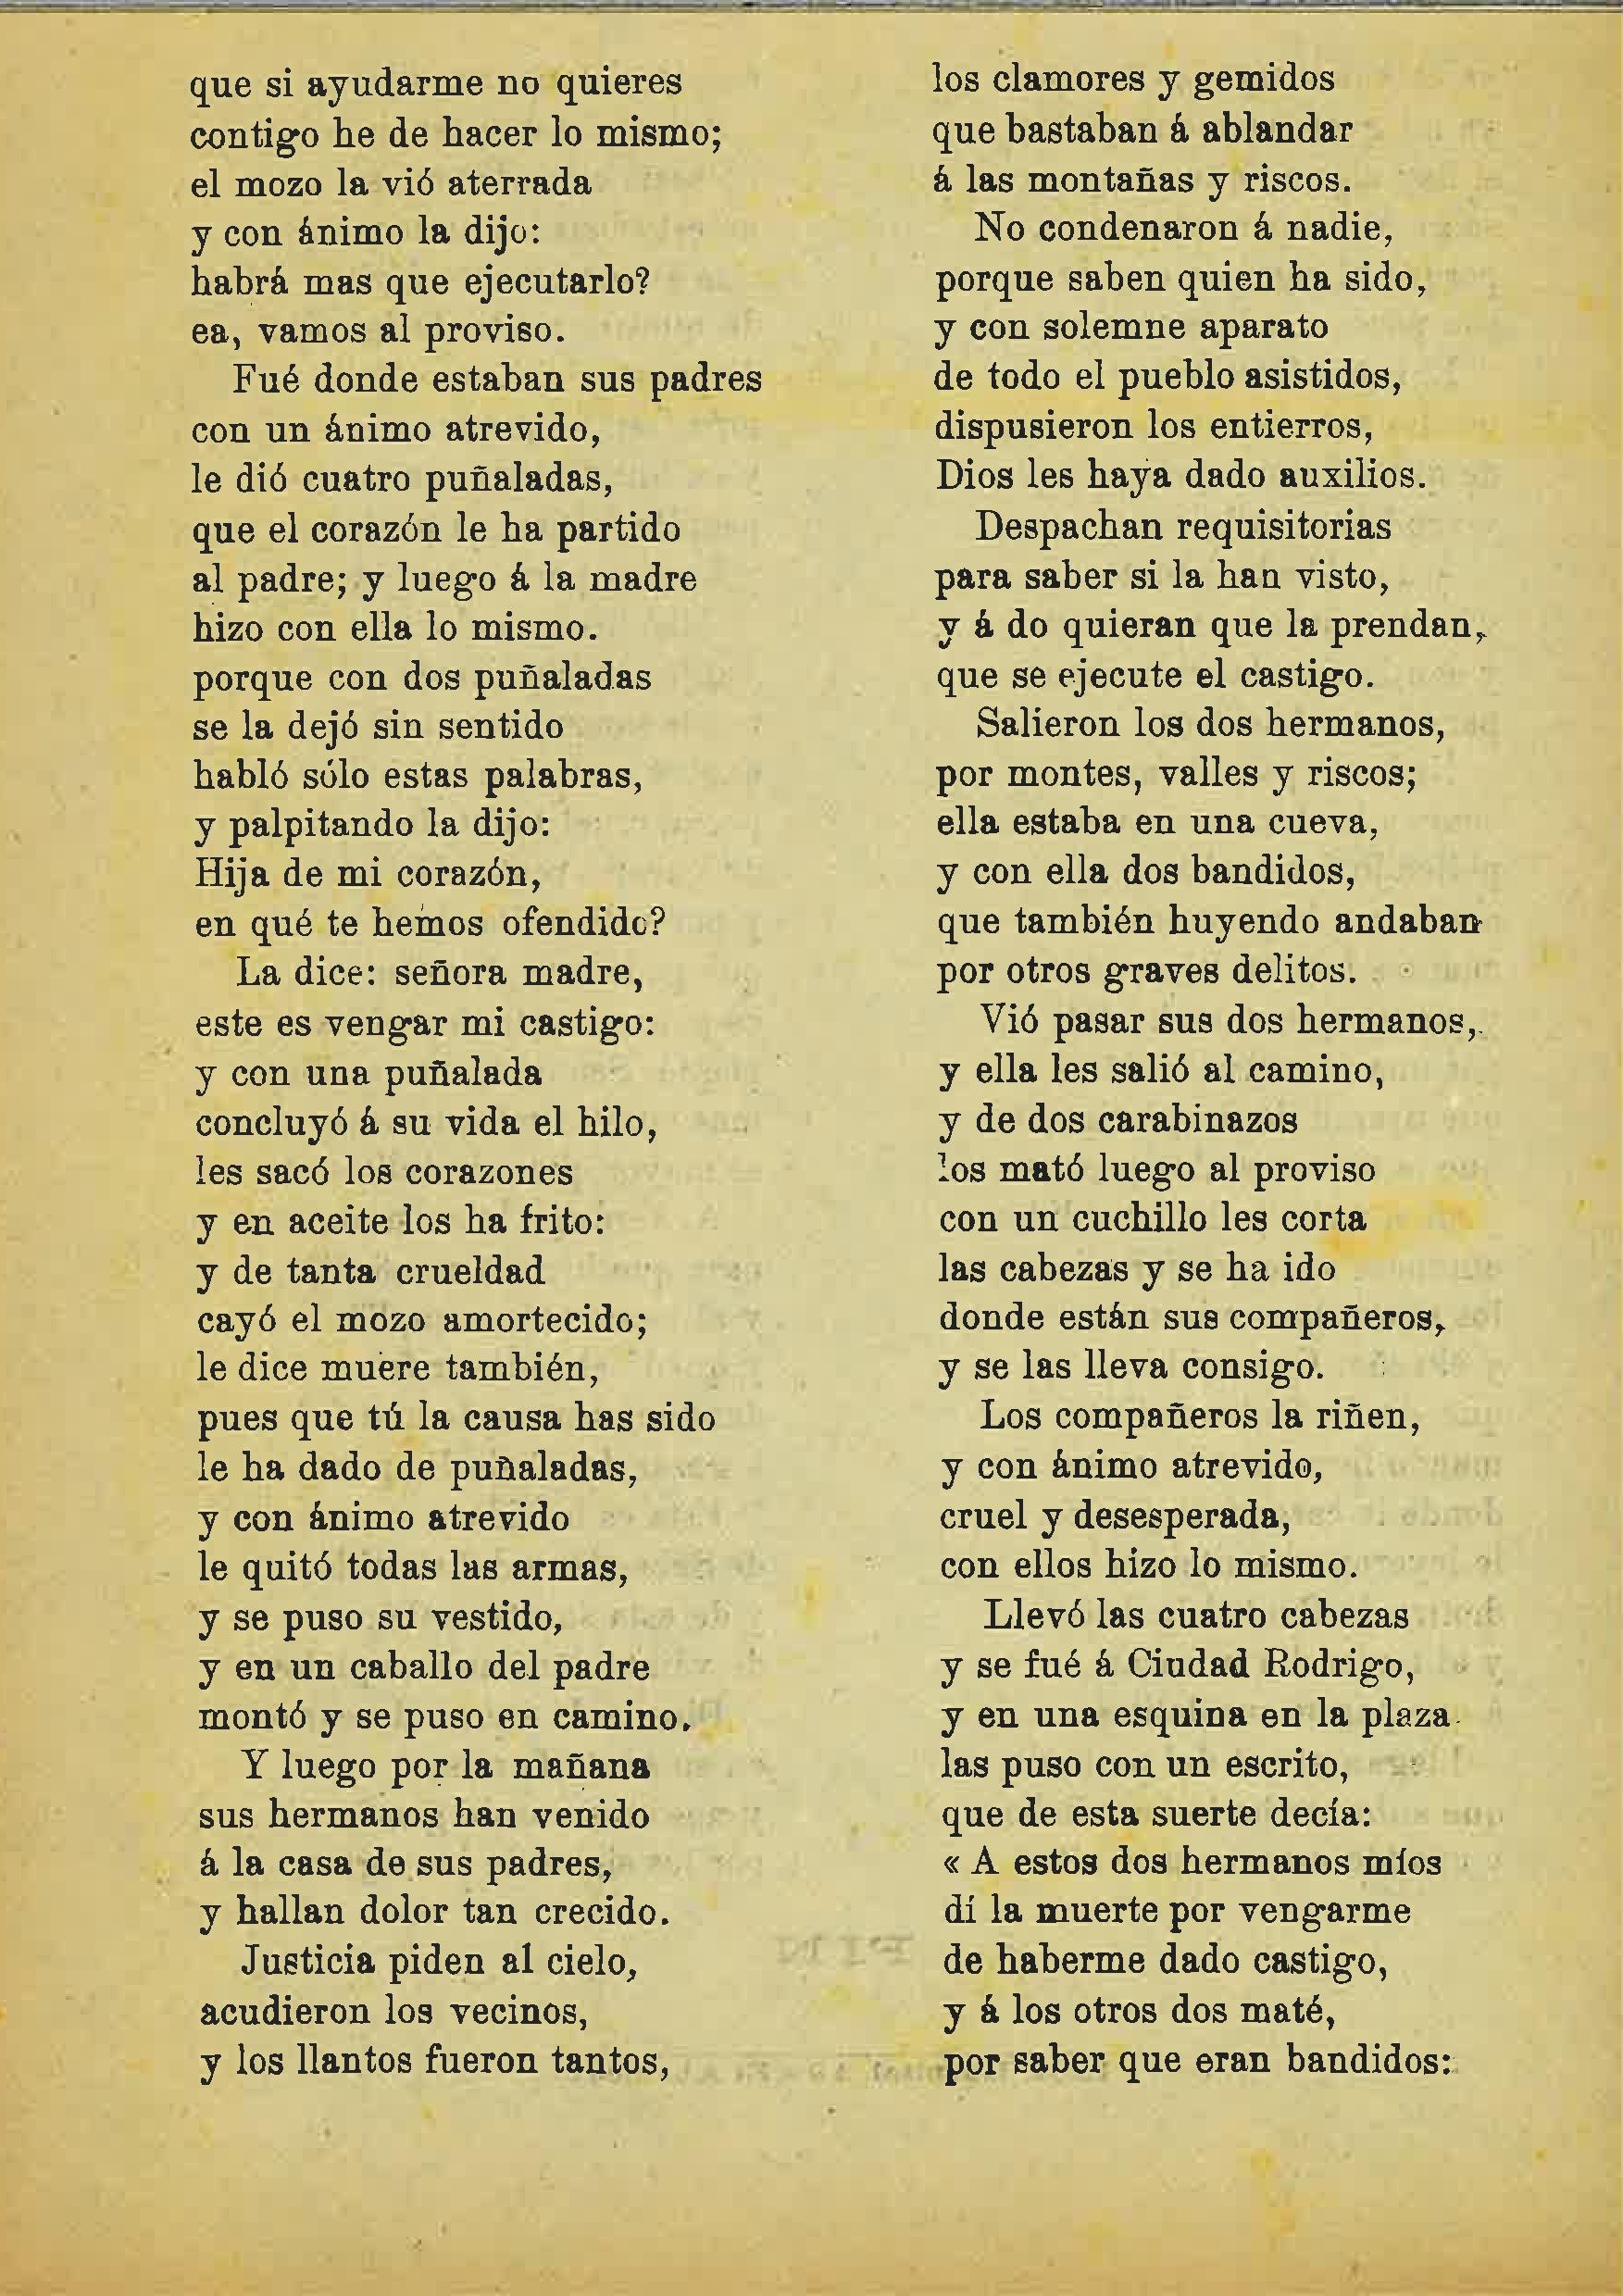 que si ayudarme no quieres
contigo he de hacer lo mismo;
el mozo la vió aterrada
y con ánimo la dijo:
habrá mas que ejecutarlo?
ea, vamos al proviso.
Fué donde estaban sus padres
con un ánimo atrevido,
le dió cuatro puñaladas,
que el corazón le ha partido
al padre; y luego á la madre
hizo con ella lo mismo.
porque con dos puñaladas
se la dejó sin sentido
habló sólo estas palabras,
y palpitando la dijo:
Hija de mi corazón,
en qué te hemos ofendido?
La dice: señora madre,
este es vengar mi castigo:
y con una puñalada
concluyó á su vida el hilo,
les sacó los corazones
y en aceite los ha frito:
y de tanta crueldad
cayó el mozo amortecido;
le dice muere también,
pues que tú la causa has sido
le ha dado de puñaladas,
y con ánimo atrevido
le quitó todas las armas,
y se puso su vestido,
y en un caballo del padre
montó y se puso en camino.
Y luego por la mañana
sus hermanos han venido
á la casa de sus padres,
y hallan dolor tan crecido.
Justicia piden al cielo,
acudieron los vecinos,
y los llantos fueron tantos,
los clamores y gemidos
que bastaban á ablandar
á las montañas y riscos.
No condenaron á nadie,
porque saben quien ha sido,
y con solemne aparato
de todo el pueblo asistidos,
dispusieron los entierros,
Dios les haya dado auxilios.
Despachan requisitorias
para saber si la han visto,
y á do quieran que la prendan,
que se ejecute el castigo.
Salieron los dos hermanos,
por montes, valles y riscos;
ella estaba en una cueva,
y con ella dos bandidos,
que también huyendo andaban
por otros graves delitos.
Vió pasar sus dos hermanos,
y ella les salió al camino,
y de dos carabinazos
los mató luego al proviso
con un cuchillo les corta
las cabezas y se ha ido
donde están sus compañeros,
y se las lleva consigo.
Los compañeros la riñen,
y con ánimo atrevido,
cruel y desesperada,
con ellos hizo lo mismo.
Llevó las cuatro cabezas
y se fué á Ciudad Rodrigo,
y en una esquina en la plaza
las puso con un escrito,
que de esta suerte decía:
« A estos dos hermanos míos
dí la muerte por vengarme
de haberme dado castigo,
y á los otros dos maté,
por saber que eran bandidos: